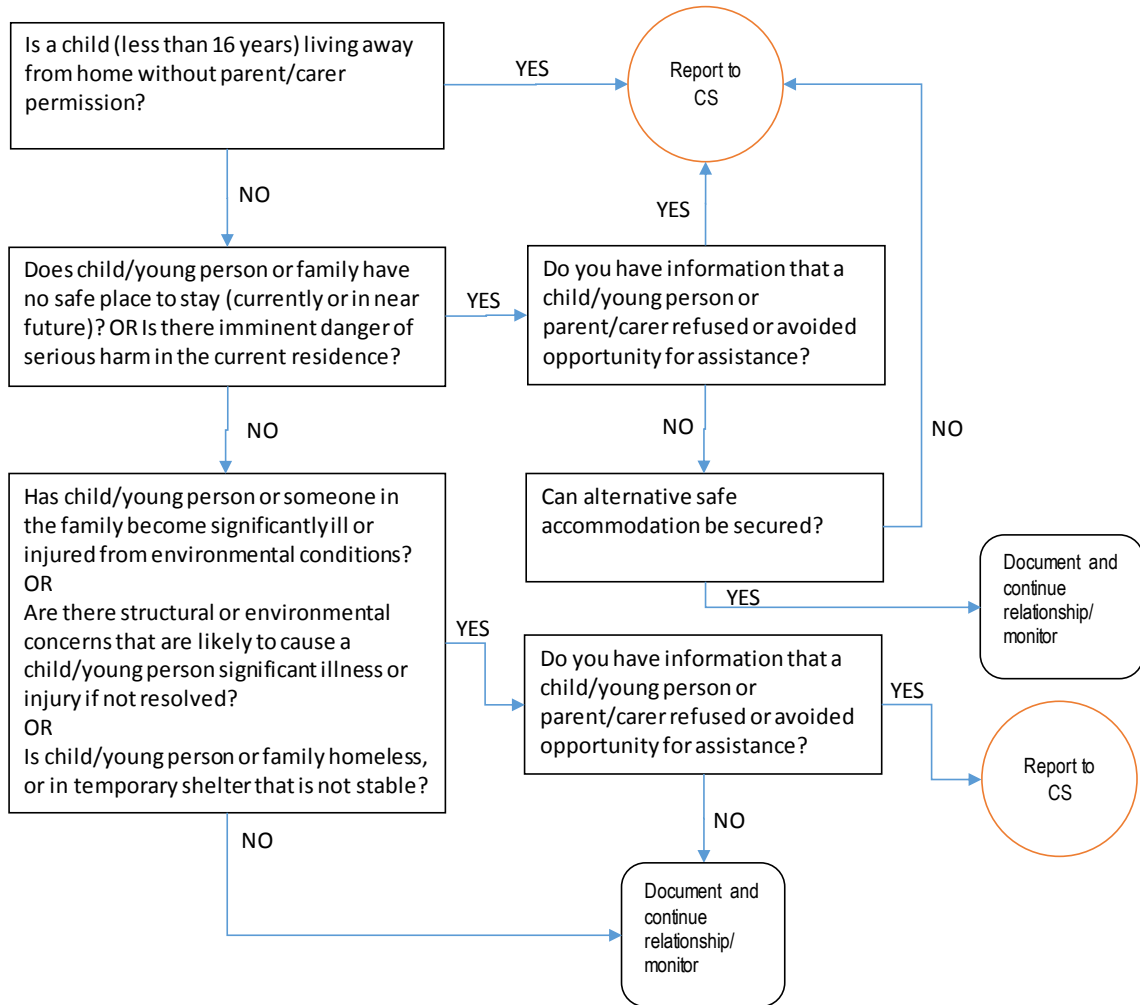 Is a child (less than 16 years) living away
from home without parent/carer
permission?
YES
Report to
CS
NO
YES
Does child/young person or family have
no safe place to stay (currently or in near
future)? OR Is there imminent danger of
serious harm in the current residence?
YES
Do you have information that a
child/young person or
parent/carer refused or avoided
opportunity for assistance?
NO
NO
NO
Has child/young person or someone in
the family become significantly ill or
injured from environmental conditions?
OR
Are there structural or environmental
concerns that are likely to cause a
child/young person significant illness or
injury if not resolved?
OR
Is child/young person or family homeless,
or in temporary shelter that is not stable?
Can alternative safe
accommodation be secured?
YES
Document and
continue
relationship/
monitor
YES
Do you have information that a
child/young person or
parent/carer refused or avoided
opportunity for assistance?
YES
Report to
CS
NO
NO
Document and
continue
relationship/
monitor